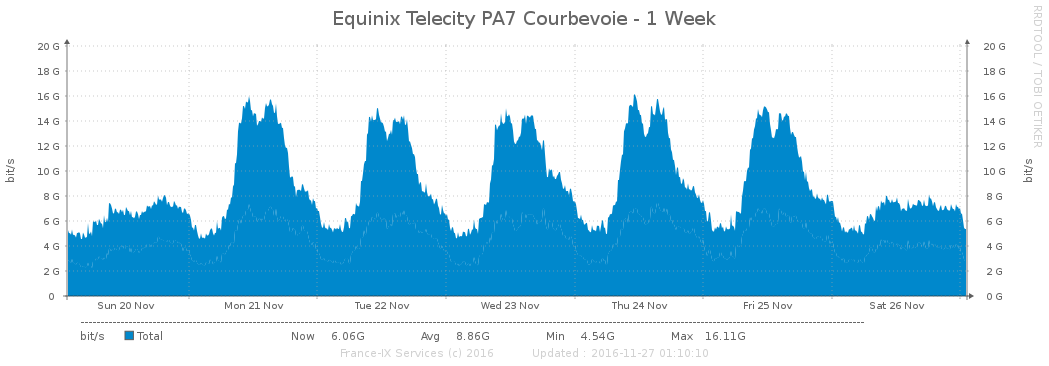 Equinix Telecity PA7 Courbevoie - 1 Week
RRDTOOL / TOBI OETIKER
20 G 20 G
18 G 18 G
16 G 16 G
14 G 14 G
12 G 12 G
10 G 10 G
8 G 8 G
6 G 6 G
4 G 4 G
2 G 2 G
0 0 G
bit/s
bit/s
Sun 20 Nov Mon 21 Nov Tue 22 Nov Wed 23 Nov Thu 24 Nov Fri 25 Nov Sat 26 Nov
bit/s Total Now 6.06G Avg 8.86G Min 4.54G Max 16.11G
France-IX Services (c) 2016 Updated : 2016-11-27 01:10:10